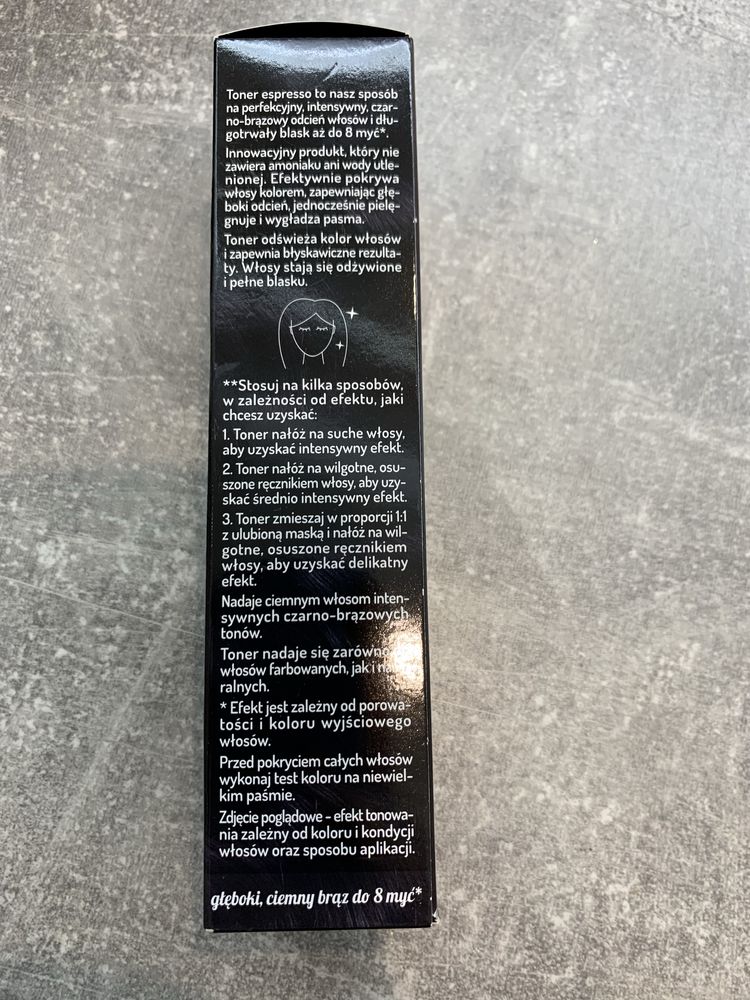 Toner espresso to nasz sposób
na perfekcyjny, intensywny, czar-
no-brązowy odcień włosów i dłu-
gotrwały blask aż do 8 myć*.
Innowacyjny produkt, który nie
zawiera amoniaku ani wody utle-
nionej. Efektywnie pokrywa
włosy kolorem, zapewniając głę-
boki odcień, jednocześnie pielę-
gnuje i wygładza pasma.
Toner odświeża kolor włosów
i zapewnia błyskawiczne rezulta-
ty. Włosy stają się odżywione
i pełne blasku.
**Stosuj na kilka sposobów,
w zależności od efektu, jaki
chcesz uzyskać:
1. Toner nałóż na suche włosy,
aby uzyskać intensywny efekt.
2. Toner nałóż na wilgotne, osu-
szone ręcznikiem włosy, aby uzy-
skać średnio intensywny efekt.
3. Toner zmieszaj w proporcji 1:1
z ulubioną maską i nałóż na wil-
gotne, osuszone ręcznikiem
włosy, aby uzyskać delikatny
efekt.
Nadaje ciemnym włosom inten-
sywnych czarno-brązowych
tonów.
Toner nadaje się zarówno
włosów farbowanych, jak i
ralnych.
* Efekt jest zależny od porowa-
tości i koloru wyjściowego
włosów.
Przed pokryciem całych włosów
wykonaj test koloru na niewiel-
kim paśmie.
Zdjęcie poglądowe - efekt tonowa-
nia zależny od koloru i kondycji
włosów oraz sposobu aplikacji.
głęboki, ciemny brąz do 8 myć*